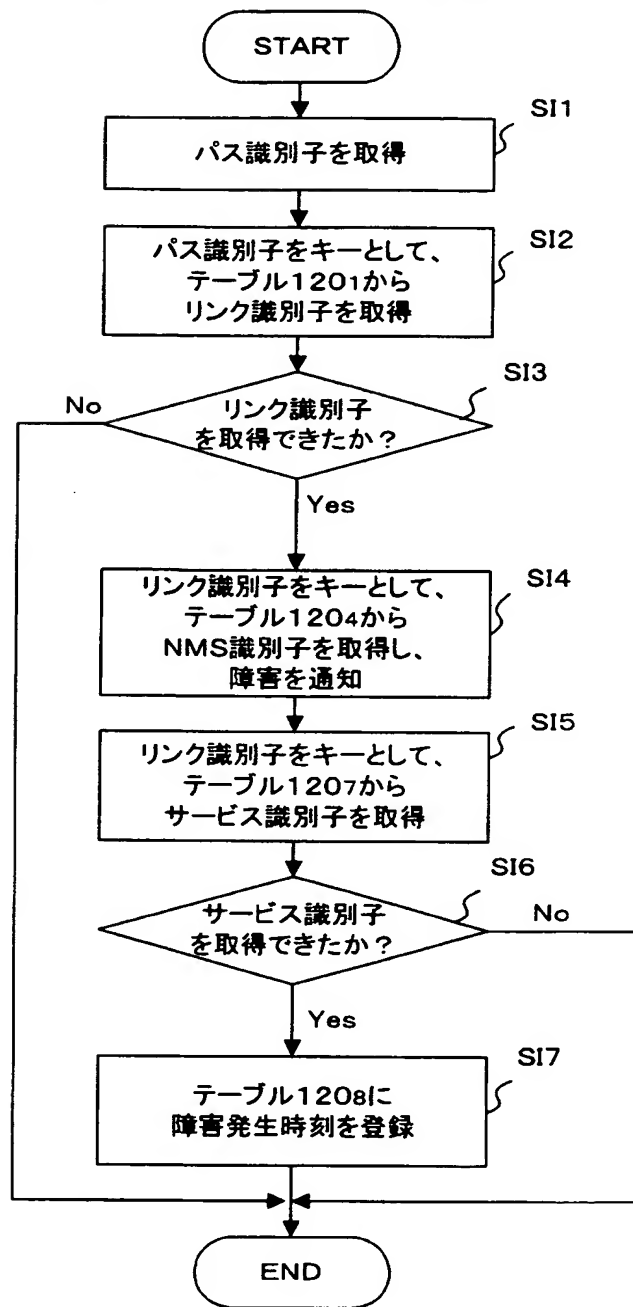 START
SI1
パス識別子を取得
SI2
パス識別子をキーとして、
テーブル120₁から
リンク識別子を取得
SI3
No
リンク識別子
を取得できたか?
Yes
SI4
リンク識別子をキーとして、
テーブル120₄から
NMS識別子を取得し、
障害を通知
SI5
リンク識別子をキーとして、
テーブル120₇から
サービス識別子を取得
SI6
サービス識別子
を取得できたか?
No
Yes
SI7
テーブル120₈に
障害発生時刻を登録
END